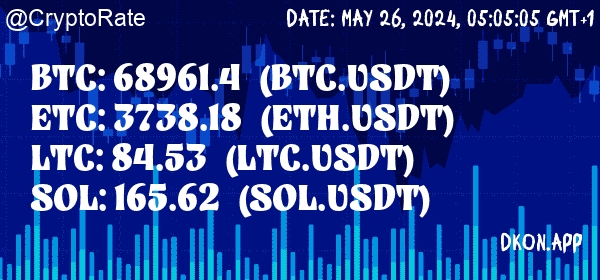 @CryptoRate
DATE: MAY 26, 2024, 05:05:05 GMT+1
BTC: 68961.4 (BTC.USDT)
ETC: 3738.18 (ETH.USDT)
LTC: 84.53 (LTC.USDT)
SOL: 165.62 (SOL.USDT)
DKON.APP